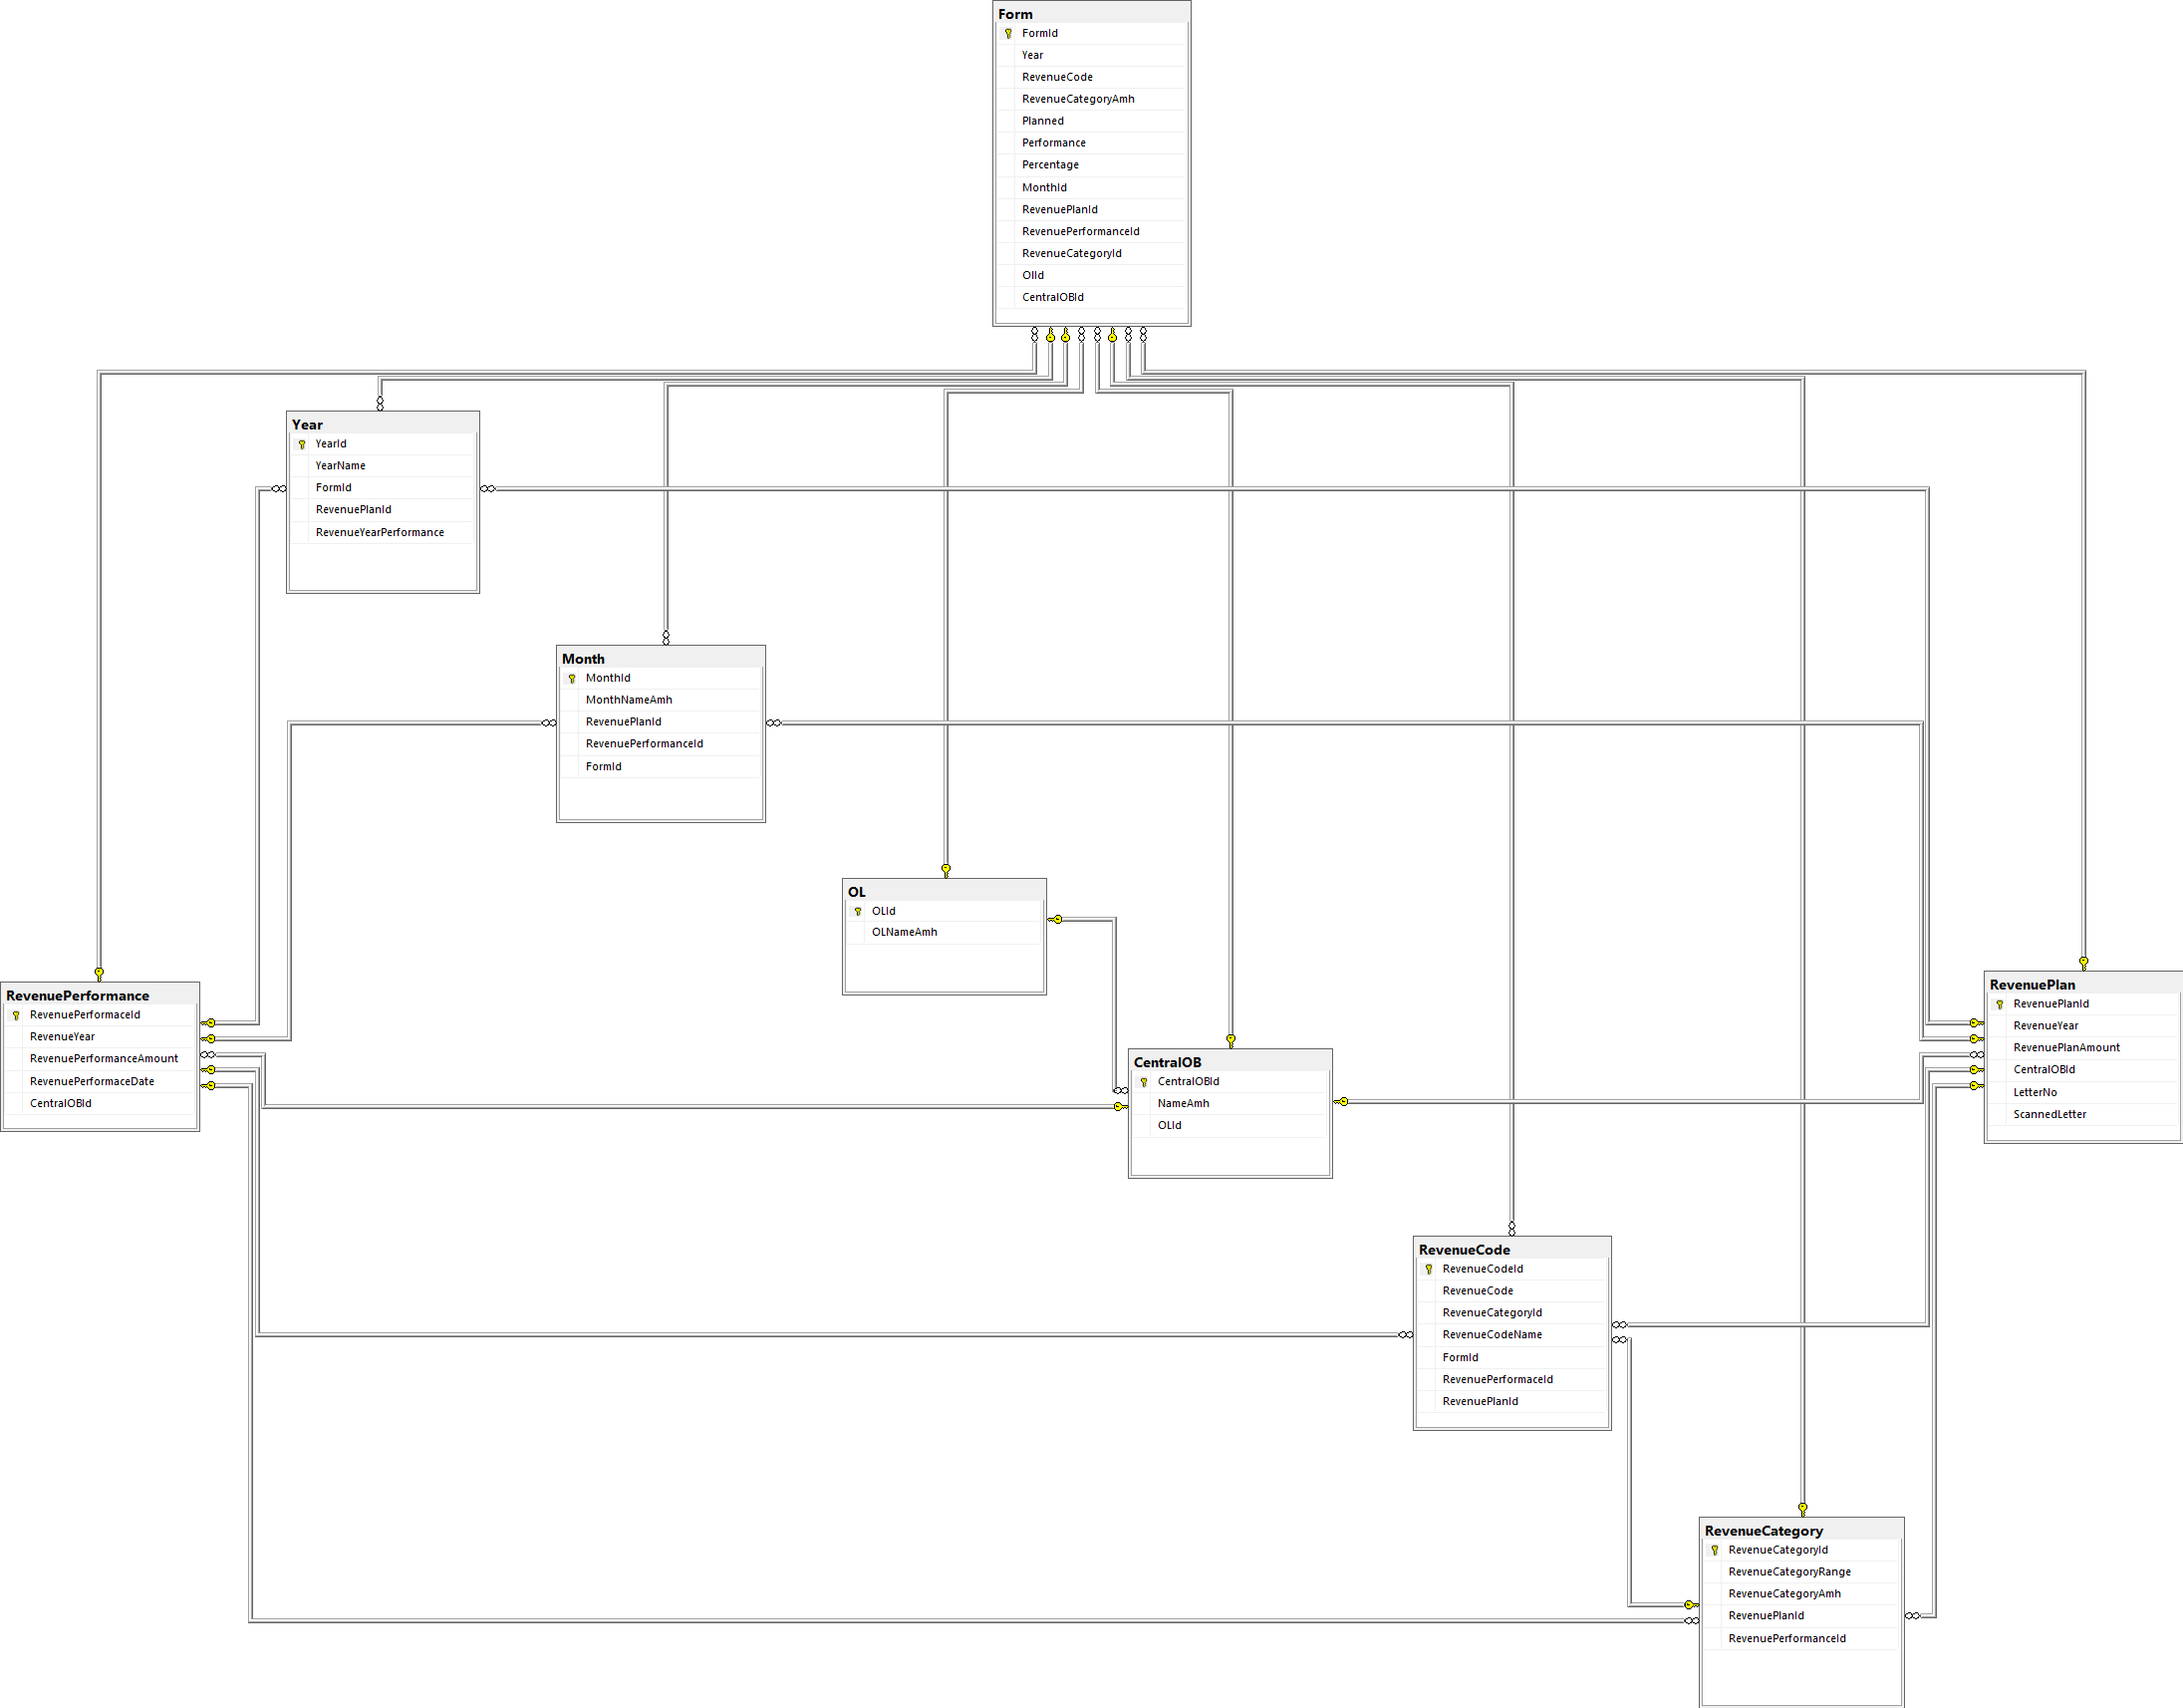 Form
FormId
Year
RevenueCode
RevenueCategoryAmh
Planned
Performance
Percentage
MonthId
RevenuePlanId
RevenuePerformanceId
RevenueCategoryId
OlId
CentralOBId
Year
YearId
YearName
FormId
RevenuePlanId
RevenueYearPerformance
Month
MonthId
MonthNameAmh
RevenuePlanId
RevenuePerformanceId
FormId
OL
OLId
OLNameAmh
RevenuePerformance
RevenuePerformaceId
RevenueYear
RevenuePerformanceAmount
RevenuePerformaceDate
CentralOBId
RevenuePlan
RevenuePlanId
RevenueYear
RevenuePlanAmount
CentralOBId
LetterNo
ScannedLetter
CentralOB
CentralOBId
NameAmh
OLId
RevenueCode
RevenueCodeId
RevenueCode
RevenueCategoryId
RevenueCodeName
FormId
RevenuePerformaceId
RevenuePlanId
RevenueCategory
RevenueCategoryId
RevenueCategoryRange
RevenueCategoryAmh
RevenuePlanId
RevenuePerformanceId